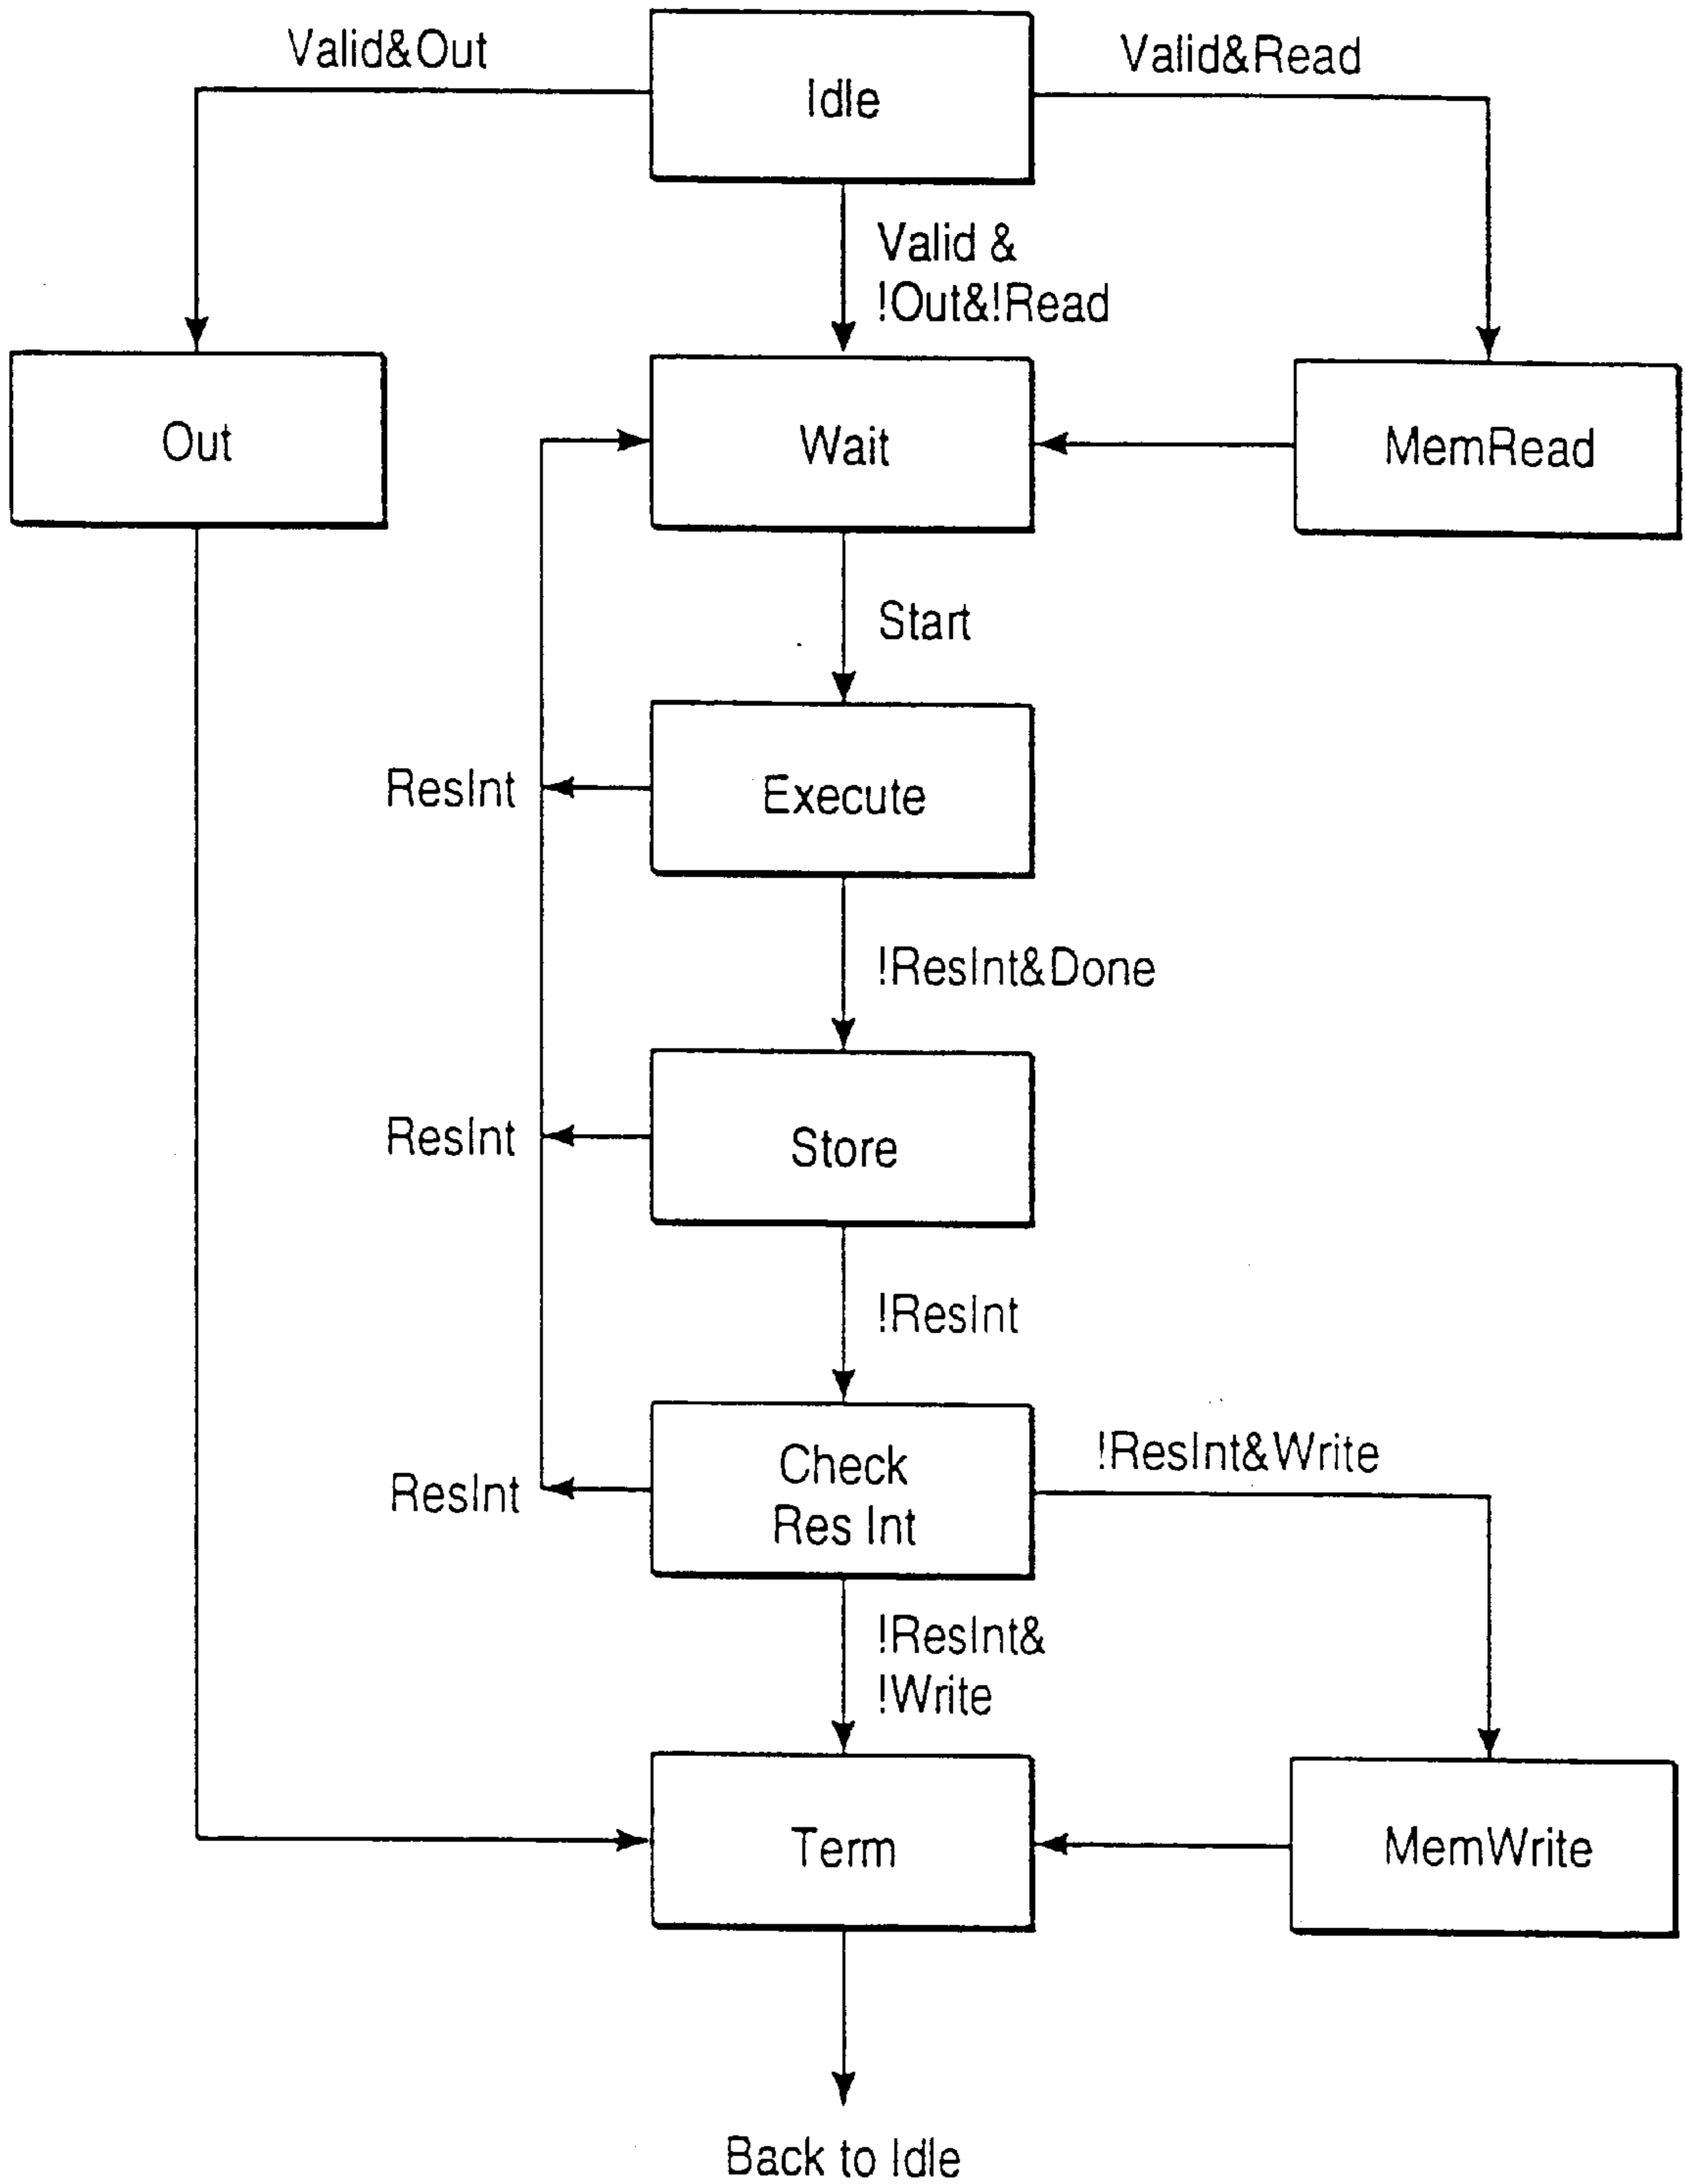 Valid&Out
Idle
Valid&Read
Valid &
!Out&!Read
Out
Wait
MemRead
Start
ResInt
Execute
!ResInt&Done
ResInt
Store
!ResInt
ResInt
Check
Res Int
!ResInt&Write
!ResInt&
!Write
Term
MemWrite
Back to Idle